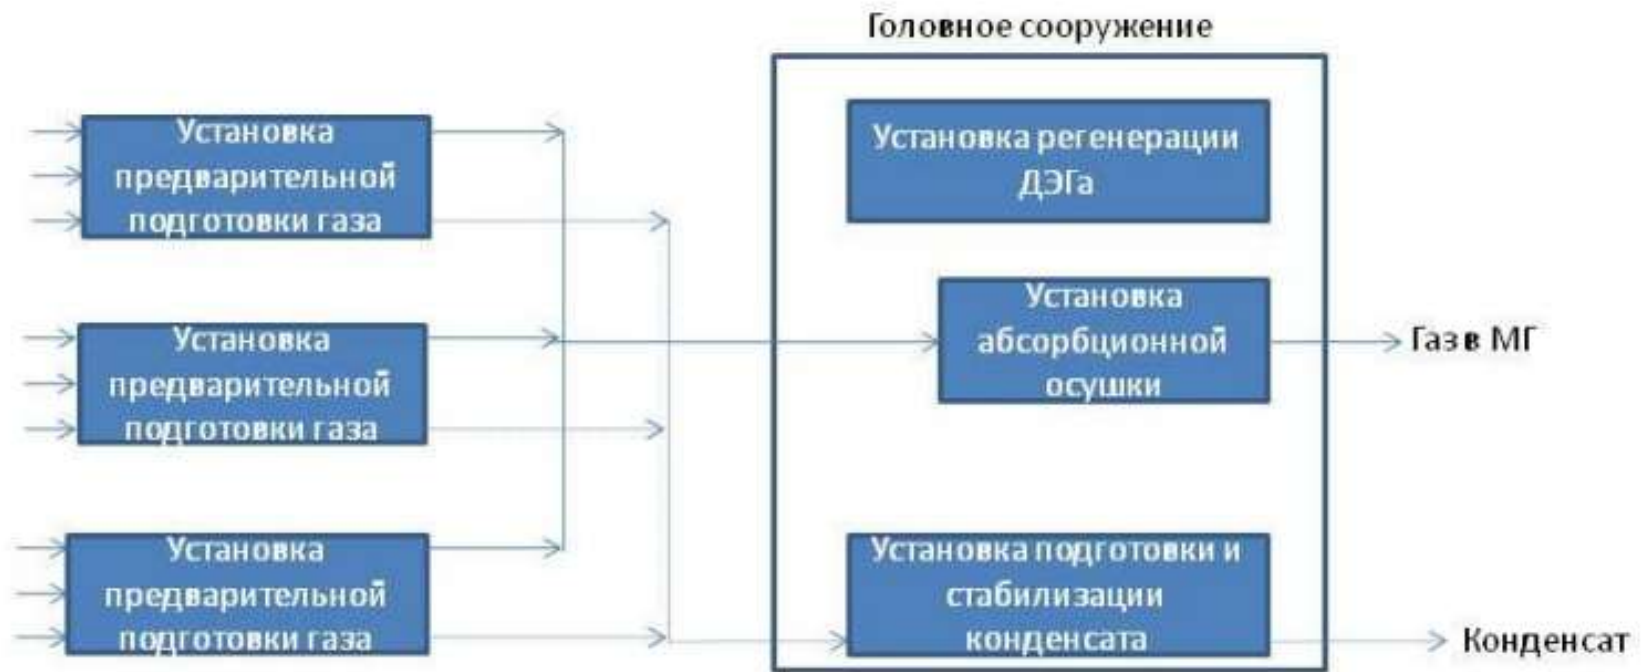 Головное сооружение
Установка
предварительной
подготовки газа
Установка регенерации
ДЭГа
Установка
предварительной
подготовки газа
Установка
абсорбционной
осушки
Газ в МГ
Установка
предварительной
подготовки газа
Установка подготовки и
стабилизации
конденсата
Конденсат